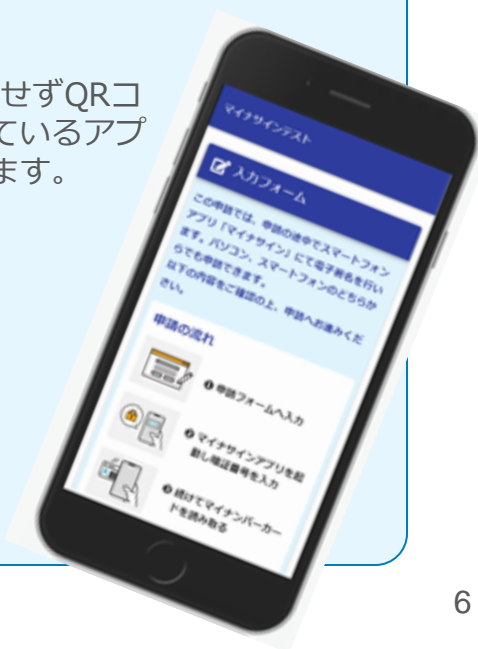 せずQRコ
ているアプ
ます。
マイナサインテスト
入力フォーム
この申請では、申請の途中でスマートフォン
アプリ「マイナサイン」にて電子署名を行い
ます。パソコン、スマートフォンのどちらか
らでも申請できます。
以下の内容をご確認の上、申請へお進みくだ
さい。
申請の流れ
❶ 申請フォームへ入力
❷ マイナサインアプリを起
動し暗証番号を入力
❸ 続けてマイナンバーカー
ドを読み取る
6